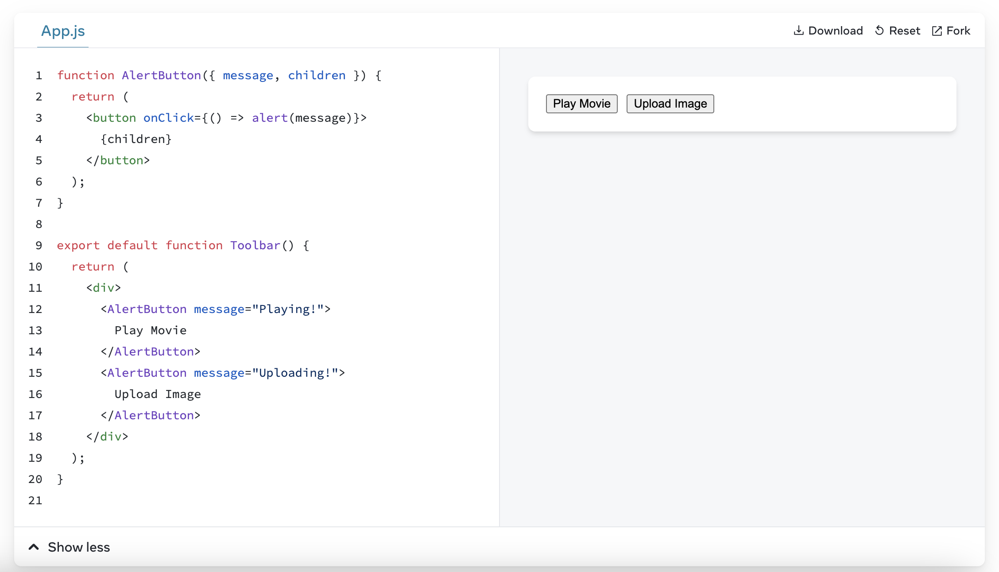 App.js
Download Reset Fork
1 function AlertButton({ message, children }) {
2   return (
3     <button onClick={() => alert(message)}>
4       {children}
5     </button>
6   );
7 }
8
9 export default function Toolbar() {
10   return (
11     <div>
12       <AlertButton message="Playing!">
13         Play Movie
14       </AlertButton>
15       <AlertButton message="Uploading!">
16         Upload Image
17       </AlertButton>
18     </div>
19   );
20 }
21
Play Movie Upload Image
Show less